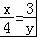 x/4 = 3/y